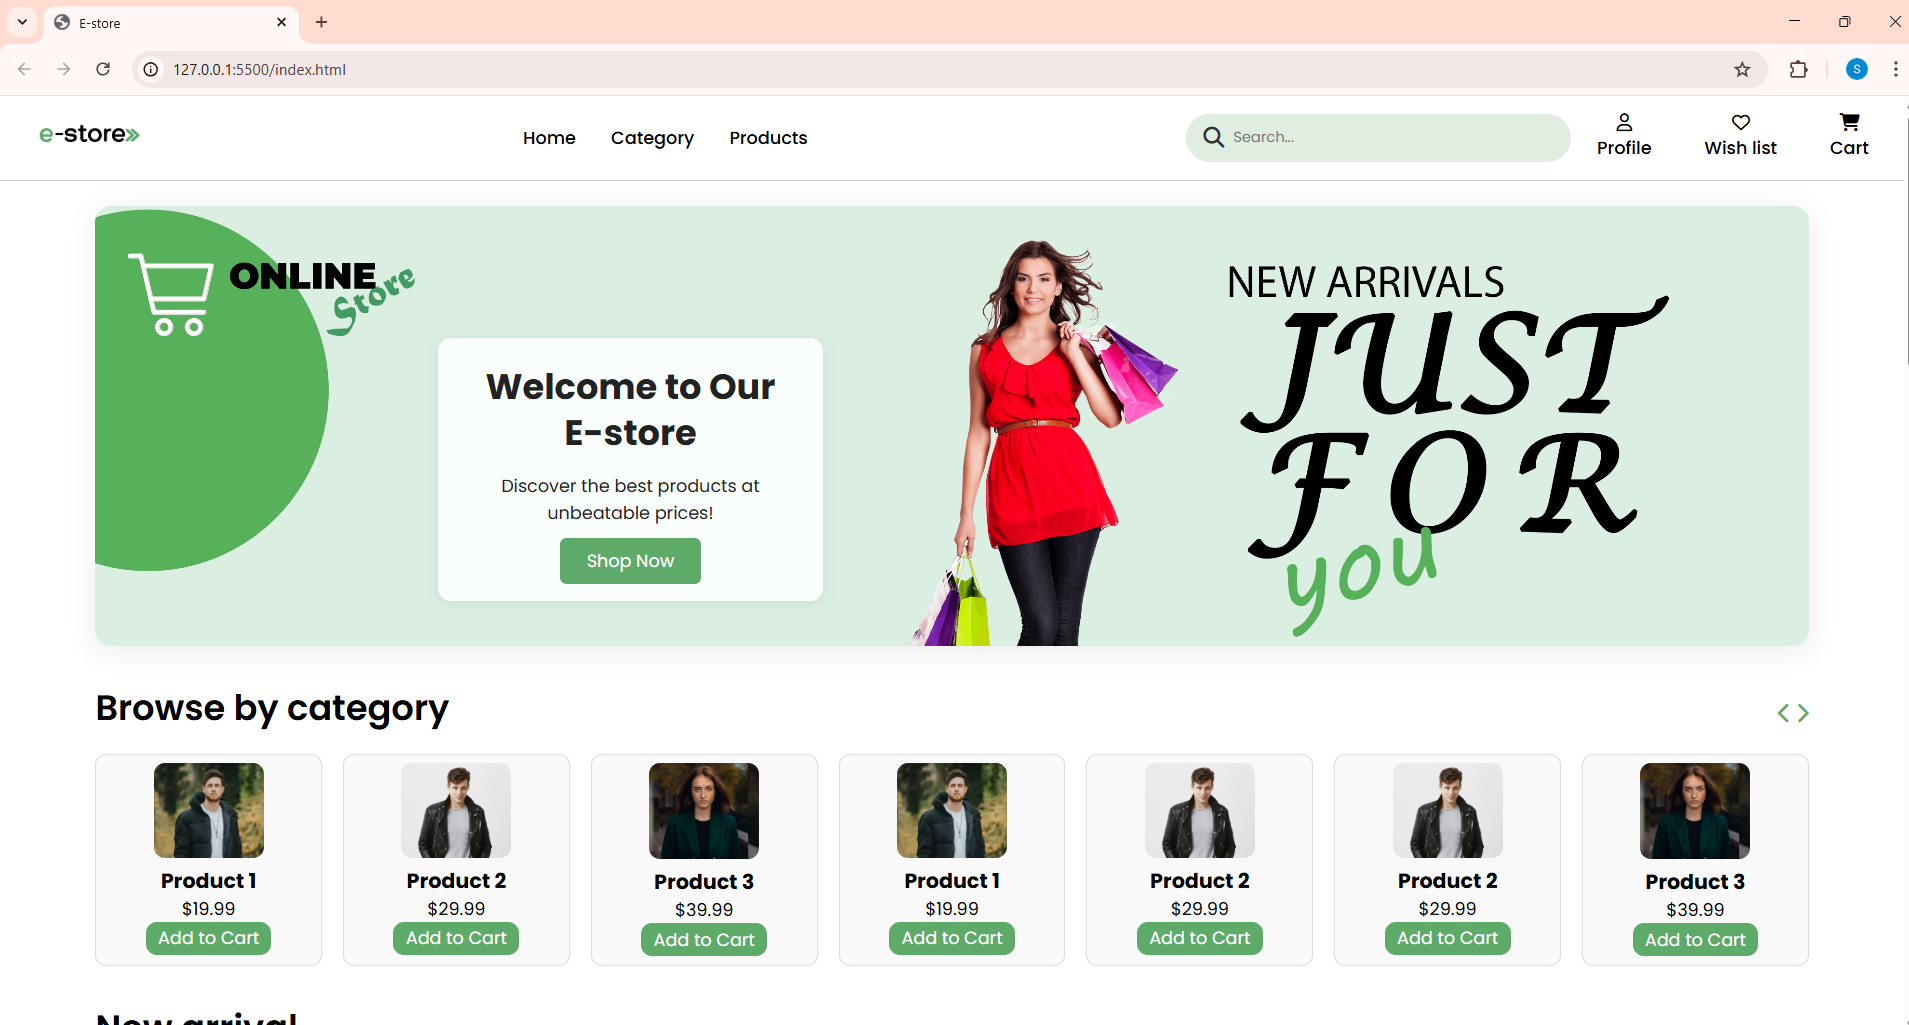 E-store
127.0.0.1:5500/index.html
S
e-store
Home Category Products
Search...
Profile
Wish list
Cart
ONLINE
Store
Welcome to Our
E-store
Discover the best products at
unbeatable prices!
Shop Now
NEW ARRIVALS
JUST
FOR
you
Browse by category
Product 1
$19.99
Add to Cart
Product 2
$29.99
Add to Cart
Product 3
$39.99
Add to Cart
Product 1
$19.99
Add to Cart
Product 2
$29.99
Add to Cart
Product 2
$29.99
Add to Cart
Product 3
$39.99
Add to Cart
New arrival